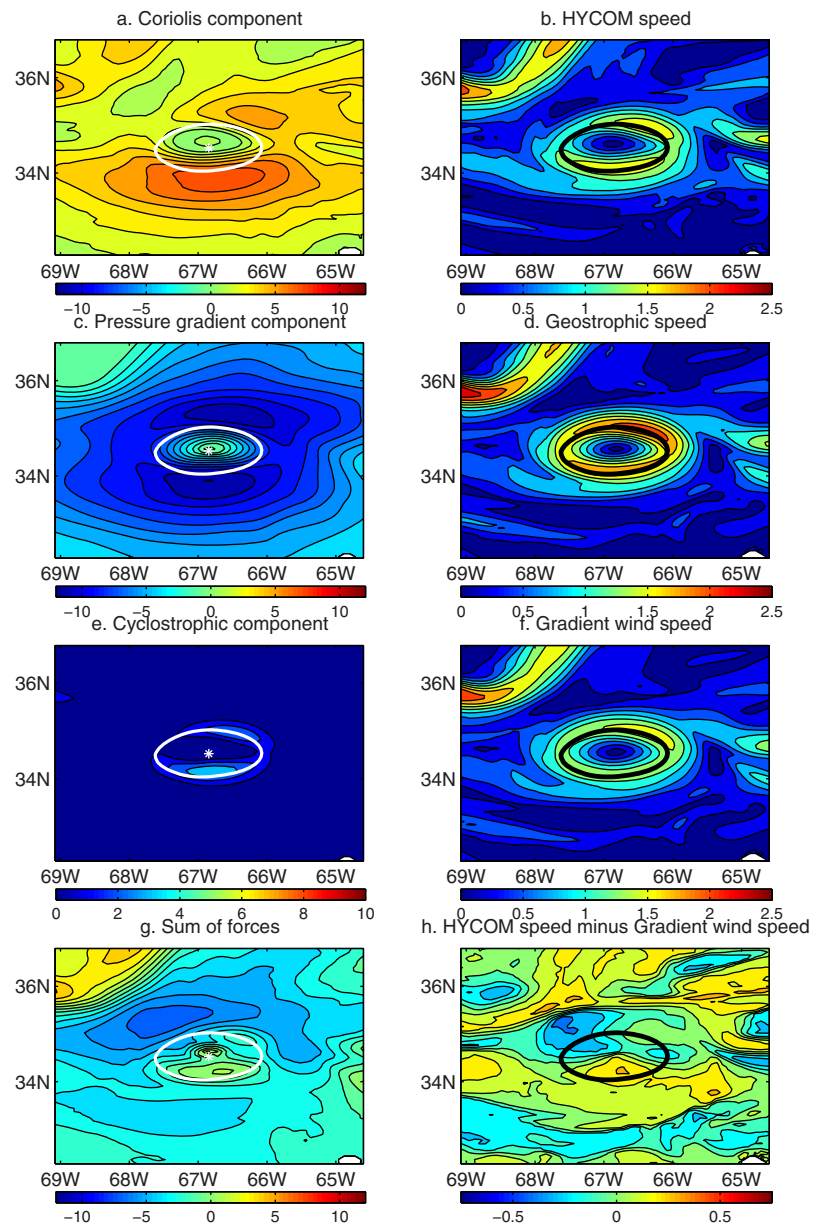 a. Coriolis component
36N
34N
69W 68W 67W 66W 65W
−10 −5 0 5 10
b. HYCOM speed
36N
34N
69W 68W 67W 66W 65W
0 0.5 1 1.5 2 2.5
c. Pressure gradient component
36N
34N
69W 68W 67W 66W 65W
−10 −5 0 5 10
d. Geostrophic speed
36N
34N
69W 68W 67W 66W 65W
0 0.5 1 1.5 2 2.5
e. Cyclostrophic component
36N
34N
69W 68W 67W 66W 65W
0 2 4 6 8 10
f. Gradient wind speed
36N
34N
69W 68W 67W 66W 65W
0 0.5 1 1.5 2 2.5
g. Sum of forces
36N
34N
69W 68W 67W 66W 65W
−10 −5 0 5 10
h. HYCOM speed minus Gradient wind speed
36N
34N
69W 68W 67W 66W 65W
−0.5 0 0.5